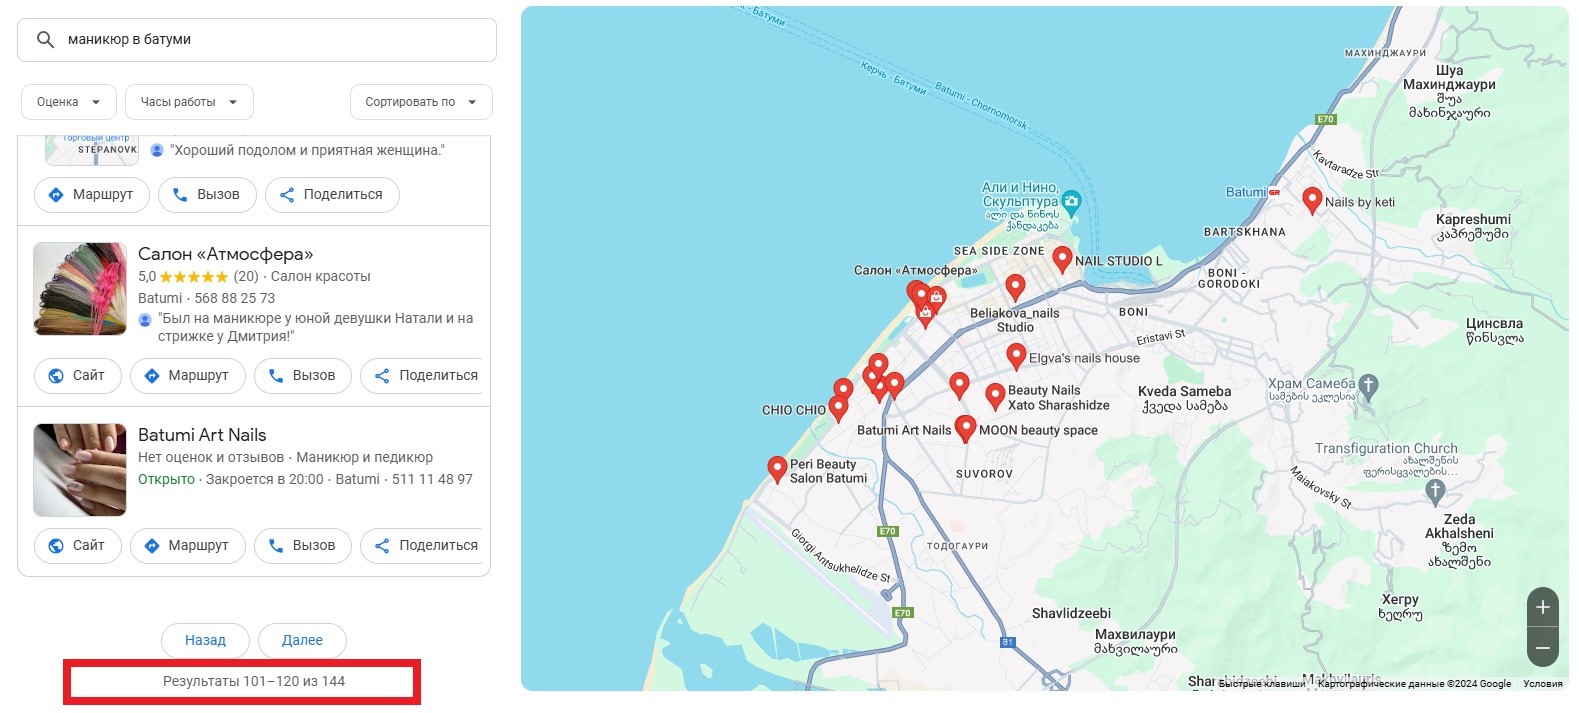 маникюр в батуми
Оценка
Часы работы
Сортировать по
Торговый центр
STEPANOVK
"Хороший подолом и приятная женщина."
Маршрут
Вызов
Поделиться
Салон «Атмосфера»
5,0 ★★★★★ (20) · Салон красоты
Batumi · 568 88 25 73
"Был на маникюре у юной девушки Натали и на
стрижке у Дмитрия!"
Сайт
Маршрут
Вызов
Поделиться
Batumi Art Nails
Нет оценок и отзывов · Маникюр и педикюр
Открыто · Закроется в 20:00 · Batumi · 511 11 48 97
Сайт
Маршрут
Вызов
Поделиться
Назад
Далее
Результаты 101–120 из 144
- Батуми
Керчь - Батуми
Batumi - Chornomorsk
МАХИНДЖАУРИ
Шуа
Махинджаури
შუა
მახინჯაური
E70
Kavtaradze Str
Али и Нино,
Скульптура
ალი და ნინოს
ქანდაკება
Batumi
Nails by keti
Kapreshumi
კაპრეშუმი
BARTSKHANA
SEA SIDE ZONE
NAIL STUDIO L
Салон «Атмосфера»
BONI -
GORODOKI
Beliakova_nails
Studio
BONI
Eristavi St
Цинсвла
წინსვლა
Elgva's nails house
Храм Самеба
სამების ეკლესია
Beauty Nails
Xato Sharashidze
Kveda Sameba
ქვედა სამება
CHIO CHIO
Batumi Art Nails
MOON beauty space
Transfiguration Church
ახალშენის
ფერისცვალების...
Peri Beauty
Salon Batumi
SUVOROV
Maiakovsky St
E70
Giorgi Antsukhelidze St
ТОДОГАУРИ
Zeda
Akhalsheni
ზემო
ახალშენი
Хегру
ხეღრუ
E70
Shavlidzeebi
Махвилаури
მახვილაური
Быстрые клавиши
Картографические данные ©2024 Google
Условия